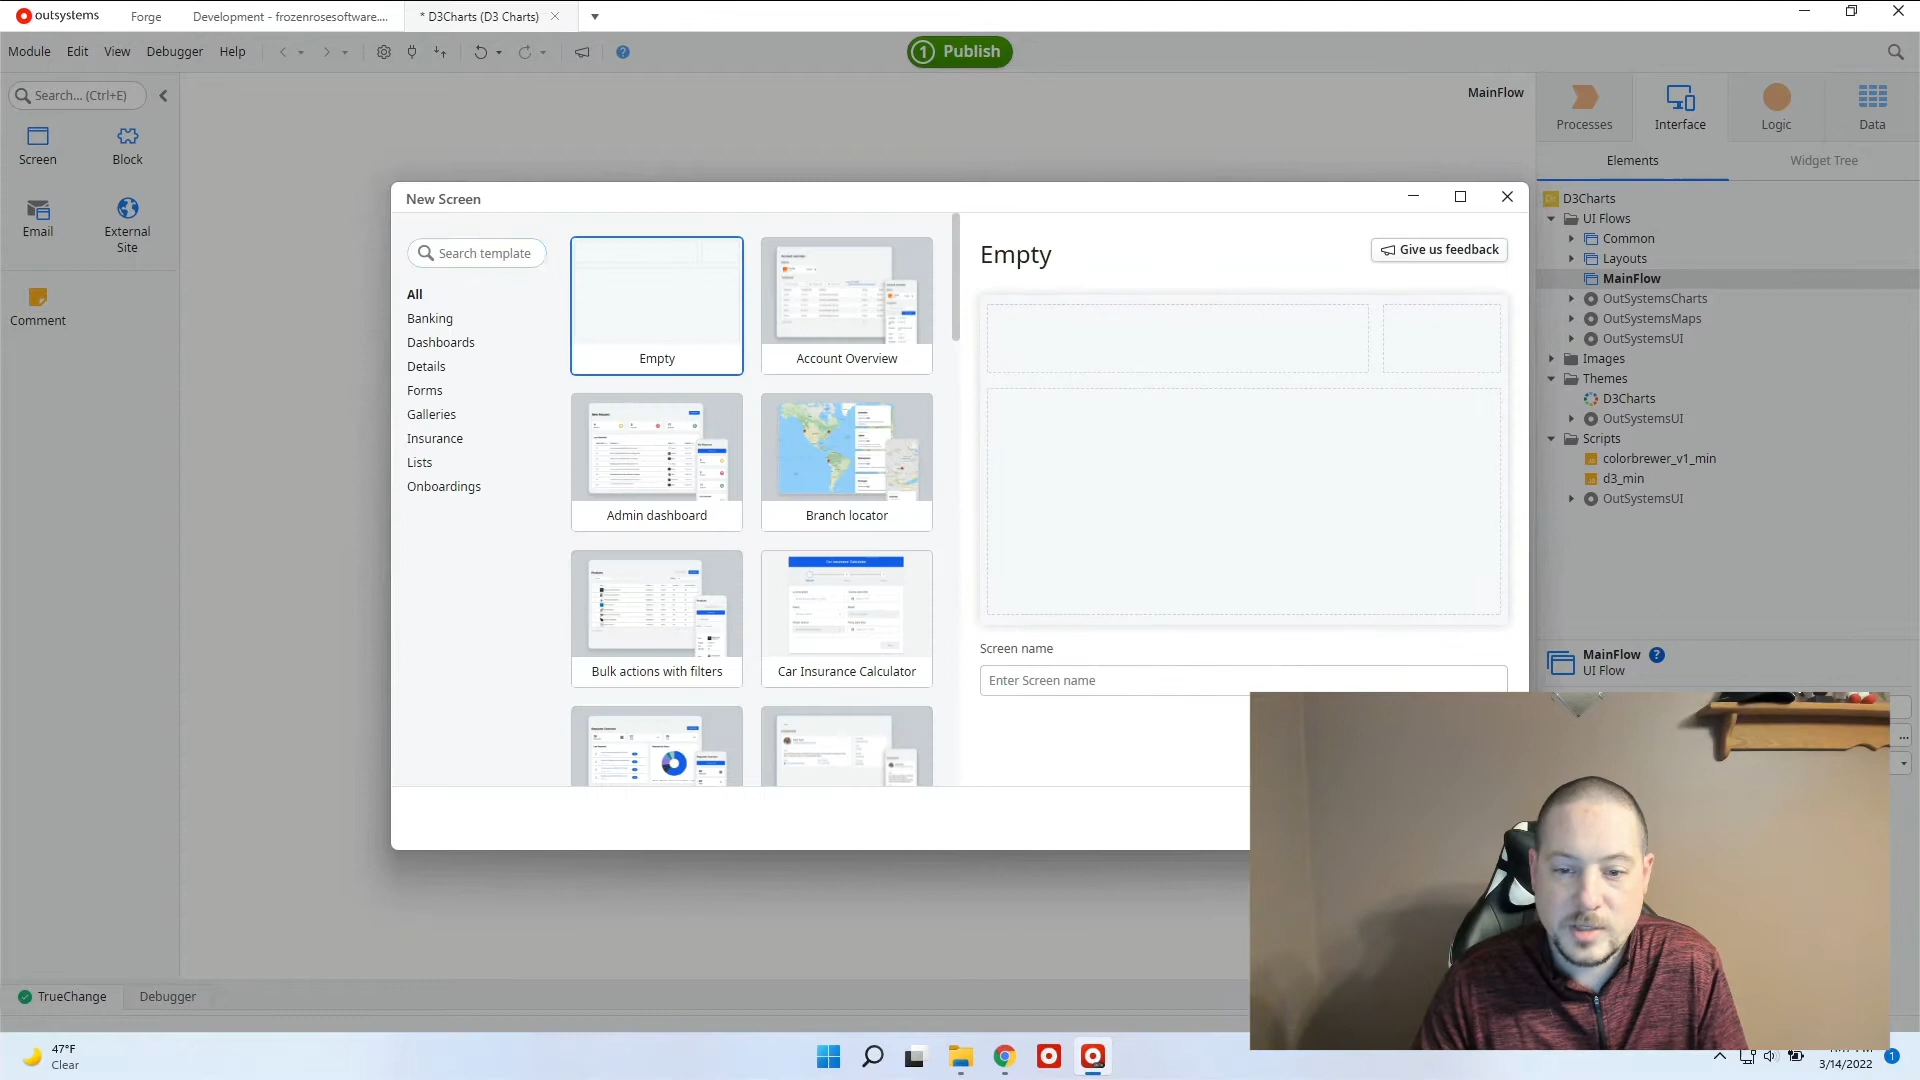 outsystems
Forge
Development - frozenrosesoftware....
* D3Charts (D3 Charts)
Module
Edit
View
Debugger
Help
1 Publish
Search... (Ctrl+E)
MainFlow
Processes
Interface
Logic
Data
Screen
Block
Email
External
Site
Comment
Elements
Widget Tree
D3Charts
UI Flows
Common
Layouts
MainFlow
OutSystemsCharts
OutSystemsMaps
OutSystemsUI
Images
Themes
D3Charts
OutSystemsUI
Scripts
colorbrewer_v1_min
d3_min
OutSystemsUI
MainFlow
UI Flow
New Screen
Search template
All
Banking
Dashboards
Details
Forms
Galleries
Insurance
Lists
Onboardings
Empty
Account Overview
Admin dashboard
Branch locator
Bulk actions with filters
Car Insurance Calculator
Empty
Give us feedback
Screen name
Enter Screen name
TrueChange
Debugger
47°F
Clear
3/14/2022
1